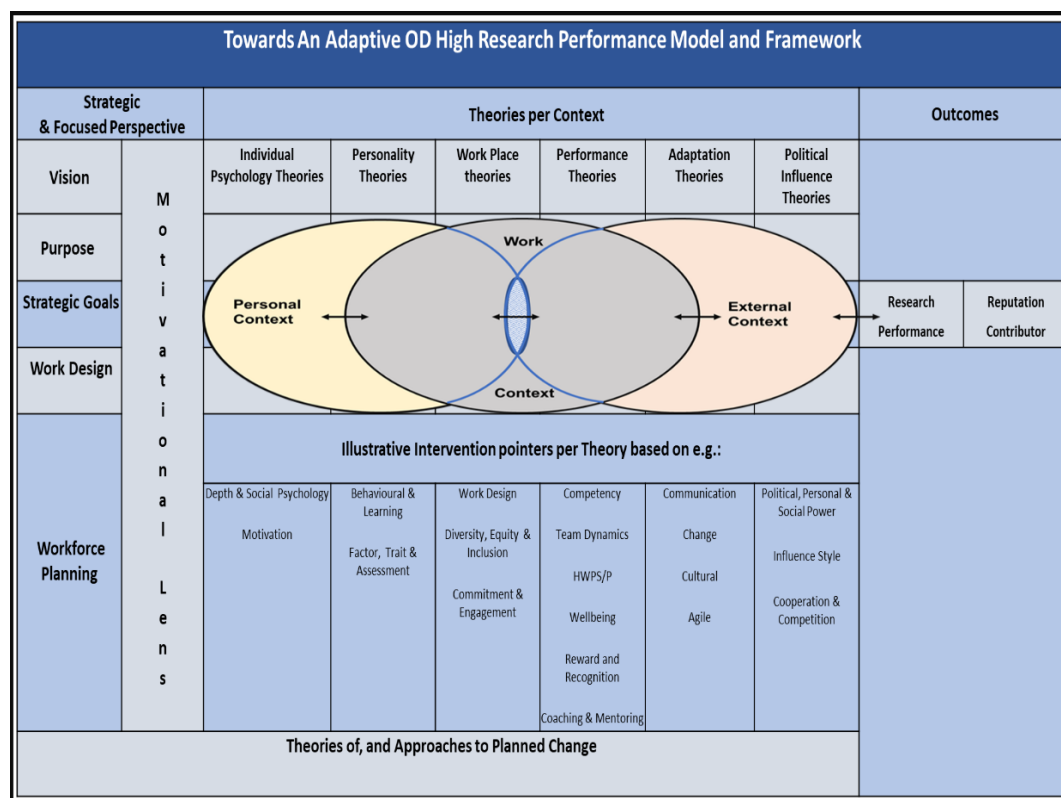 Towards An Adaptive OD High Research Performance Model and Framework
Strategic
& Focused Perspective
Theories per Context
Outcomes
Vision
Motivational Lens
Individual
Psychology Theories
Personality
Theories
Work Place
theories
Performance
Theories
Adaptation
Theories
Political
Influence
Theories
Purpose
Strategic Goals
Work Design
Personal
Context
Work
Context
External
Context
Research
Performance
Reputation
Contributor
Workforce
Planning
Illustrative Intervention pointers per Theory based on e.g.:
Depth & Social Psychology
Motivation
Behavioural &
Learning
Factor, Trait &
Assessment
Work Design
Diversity, Equity &
Inclusion
Commitment &
Engagement
Competency
Team Dynamics
HWPS/P
Wellbeing
Reward and
Recognition
Coaching & Mentoring
Communication
Change
Cultural
Agile
Political, Personal &
Social Power
Influence Style
Cooperation &
Competition
Theories of, and Approaches to Planned Change